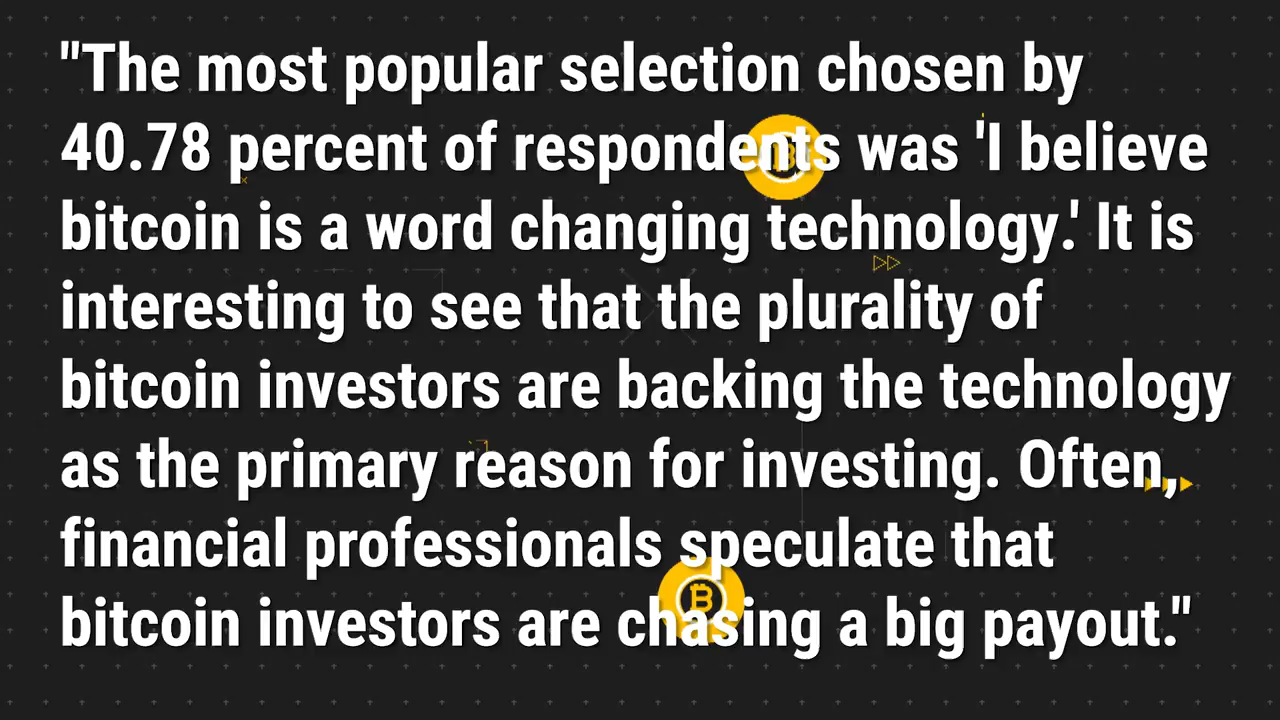 "The most popular selection chosen by
40.78 percent of respondents was 'I believe
bitcoin is a word changing technology.' It is
interesting to see that the plurality of
bitcoin investors are backing the technology
as the primary reason for investing. Often,
financial professionals speculate that
bitcoin investors are chasing a big payout."